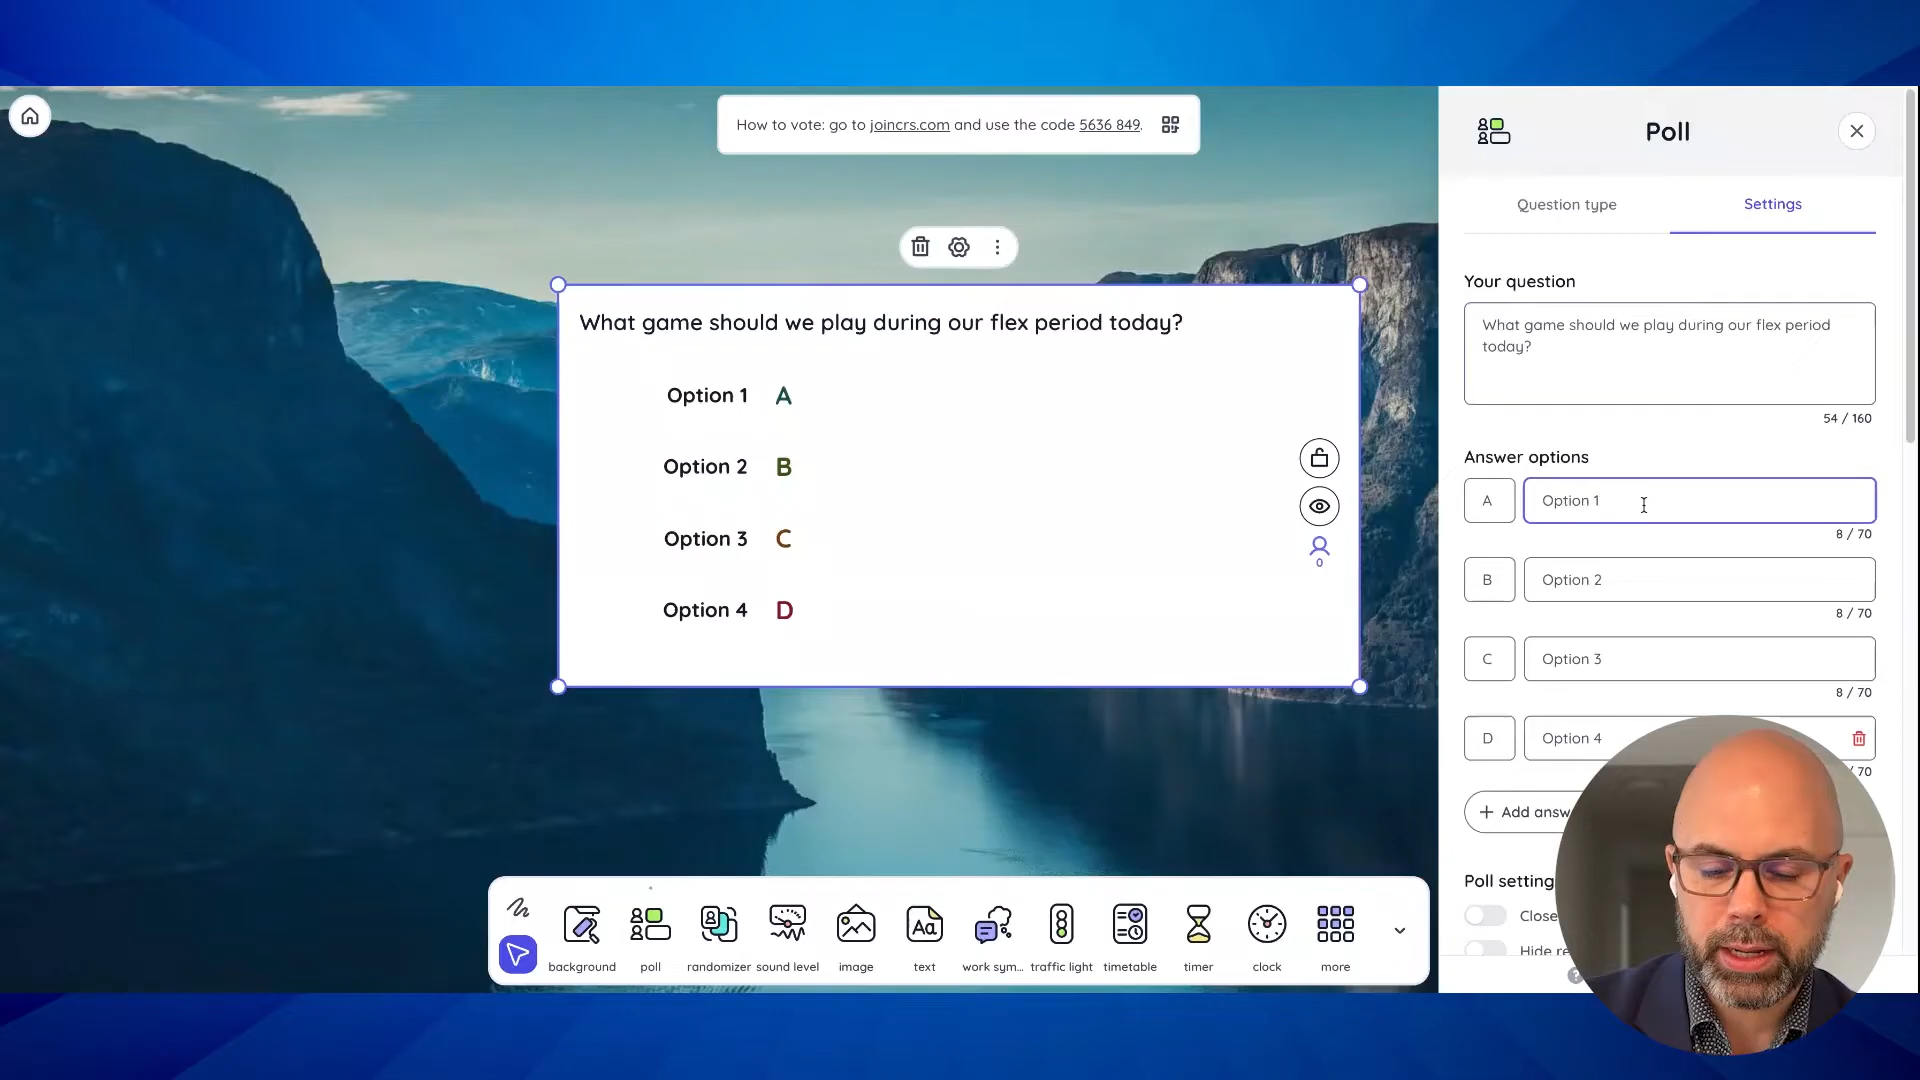 How to vote: go to joincrs.com and use the code 5636 849.
What game should we play during our flex period today?
Option 1 A
Option 2 B
Option 3 C
Option 4 D
0
background
poll
randomizer
sound level
image
text
work sym...
traffic light
timetable
timer
clock
more
Poll
Question type
Settings
Your question
What game should we play during our flex period
today?
54 / 160
Answer options
A Option 1
8 / 70
B Option 2
8 / 70
C Option 3
8 / 70
D Option 4
/ 70
+ Add answ
Poll setting
Close
Hide re